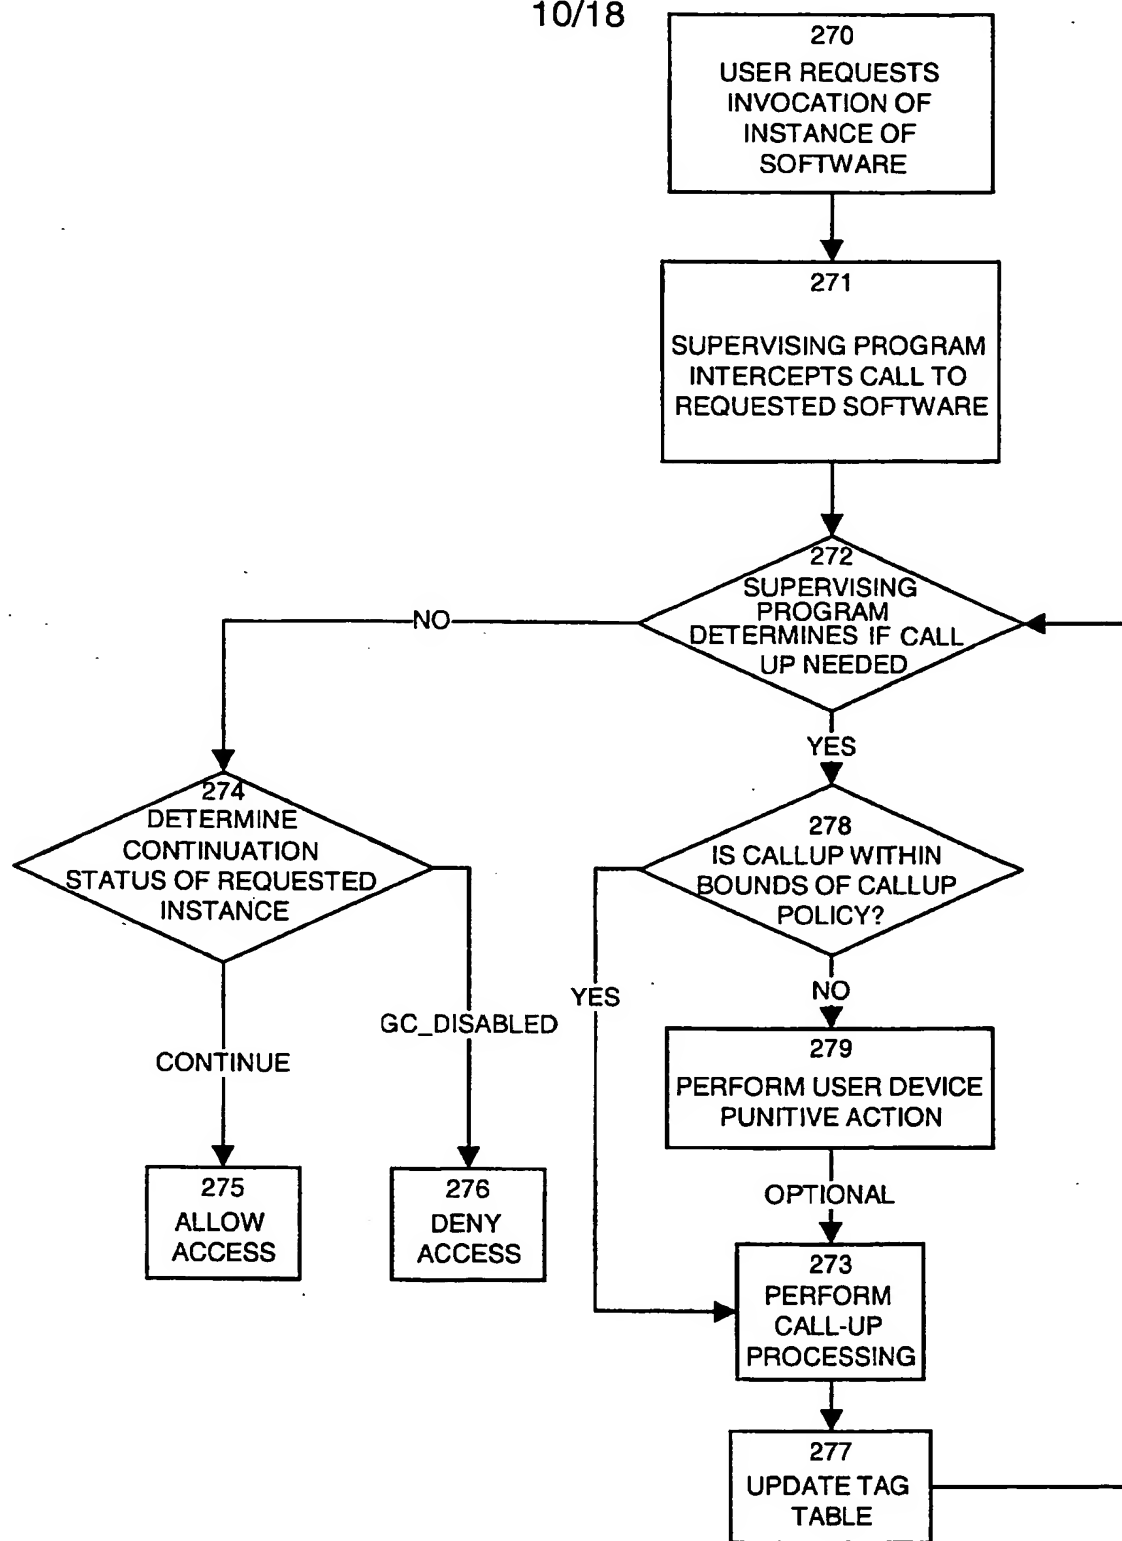 10/18
270
USER REQUESTS
INVOCATION OF
INSTANCE OF
SOFTWARE
271
SUPERVISING PROGRAM
INTERCEPTS CALL TO
REQUESTED SOFTWARE
272
SUPERVISING
PROGRAM
DETERMINES IF CALL
UP NEEDED
NO
YES
274
DETERMINE
CONTINUATION
STATUS OF REQUESTED
INSTANCE
278
IS CALLUP WITHIN
BOUNDS OF CALLUP
POLICY?
YES
NO
GC_DISABLED
CONTINUE
279
PERFORM USER DEVICE
PUNITIVE ACTION
OPTIONAL
275
ALLOW
ACCESS
276
DENY
ACCESS
273
PERFORM
CALL-UP
PROCESSING
277
UPDATE TAG
TABLE